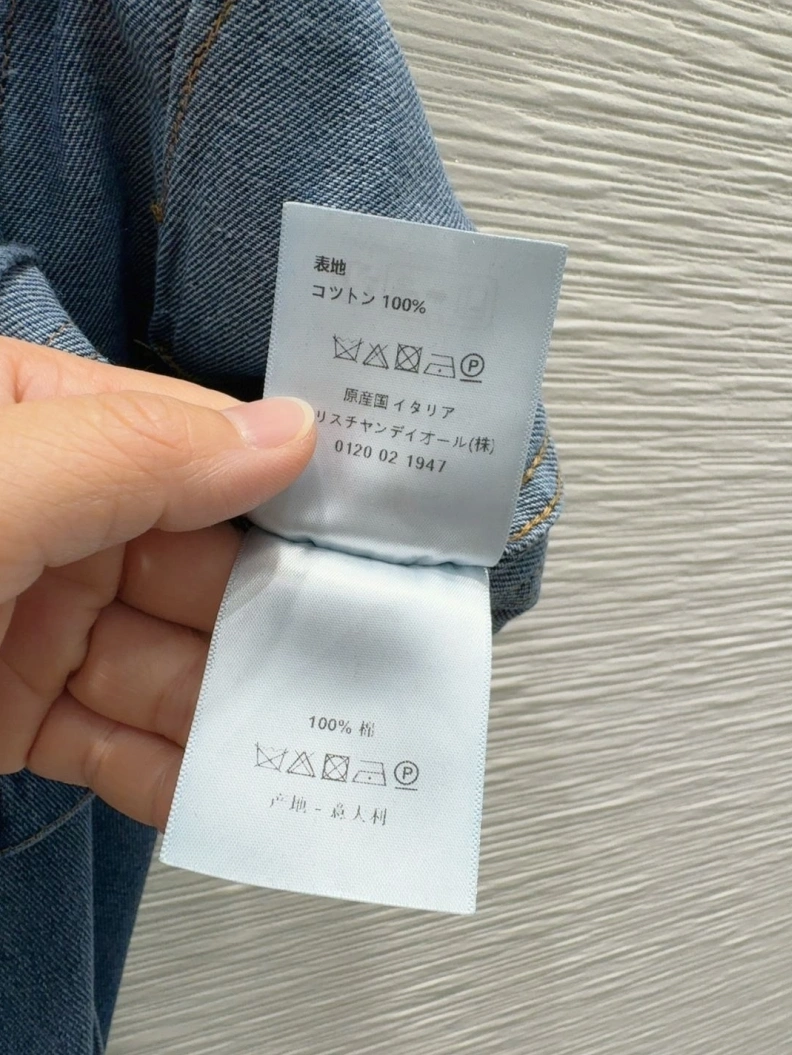 表地
コツトン 100%
P
原産国 イタリア
リスチヤンデイオール(株)
0120 02 1947
100% 棉
P
产地 - 意大利